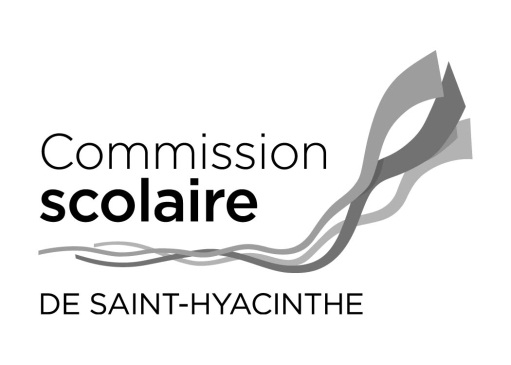 Commission
scolaire
DE SAINT-HYACINTHE